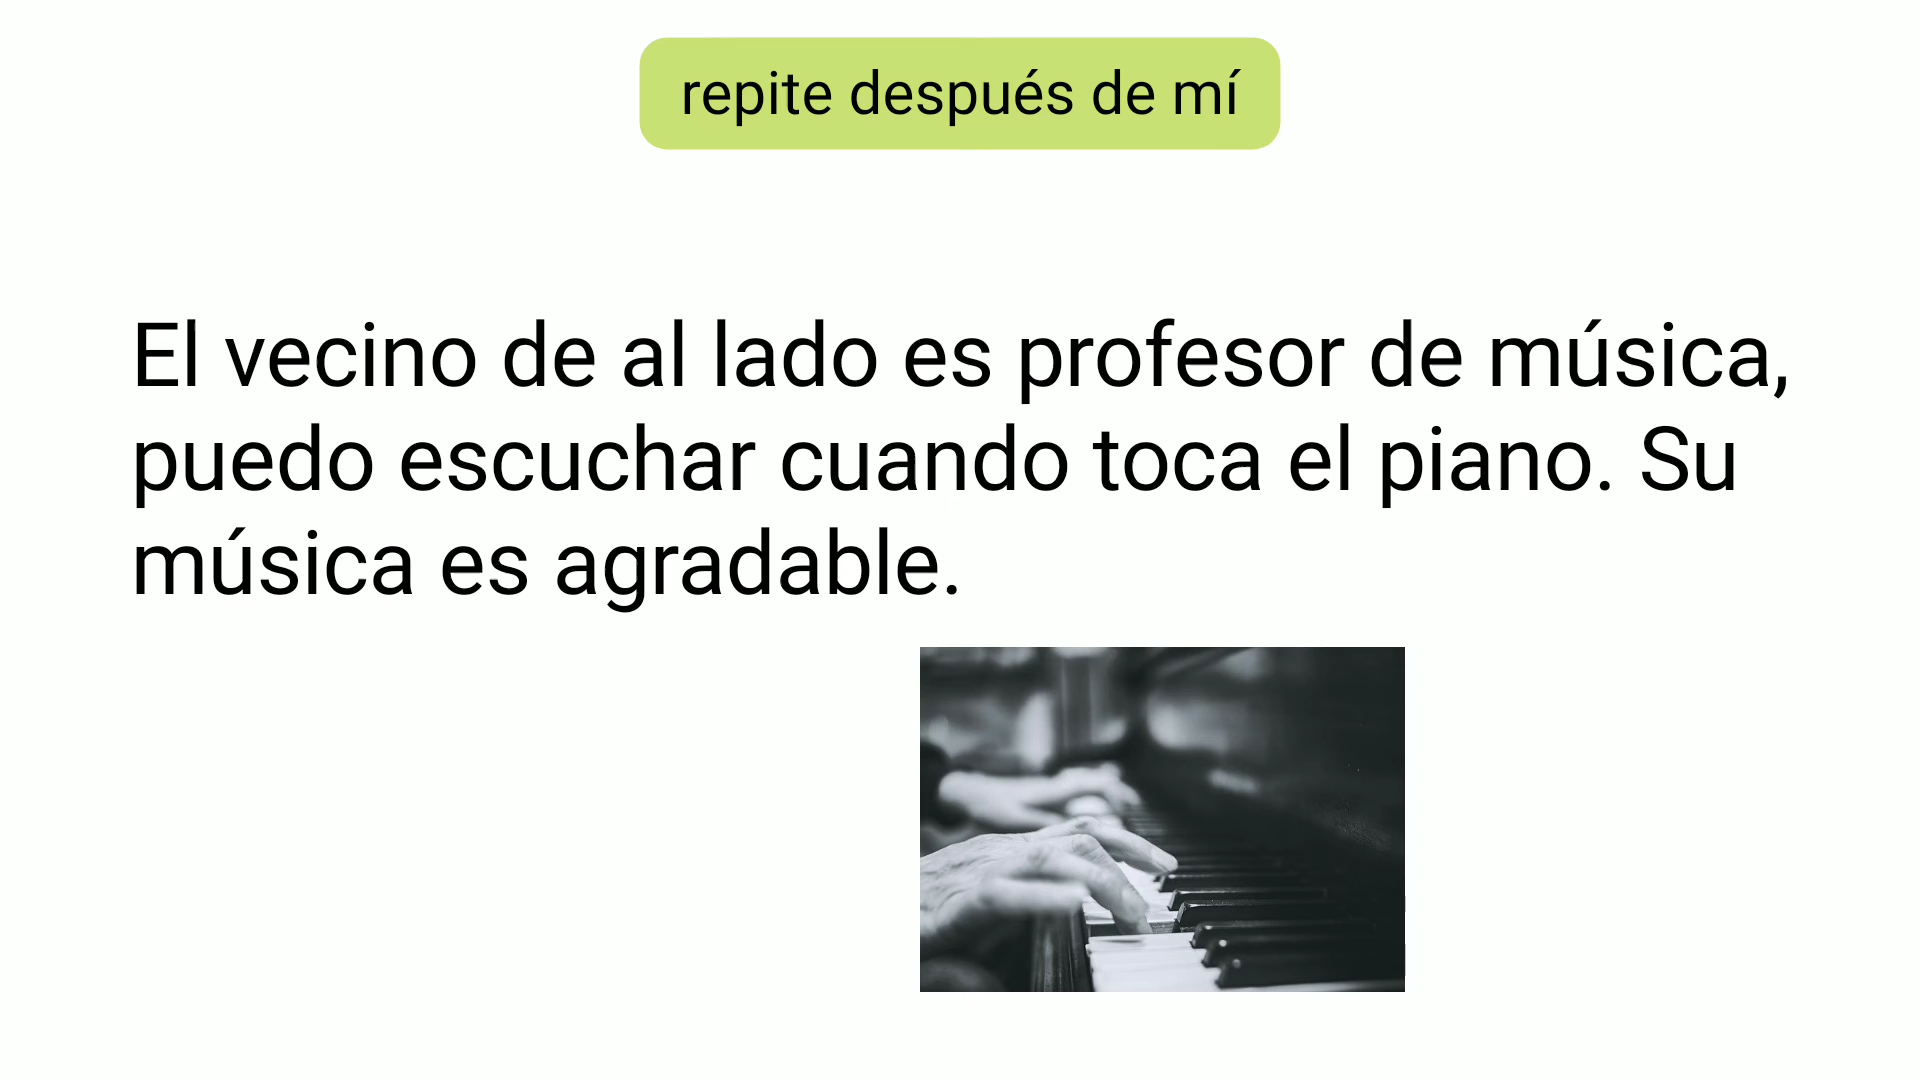 repite después de mí
El vecino de al lado es profesor de música,
puedo escuchar cuando toca el piano. Su
música es agradable.